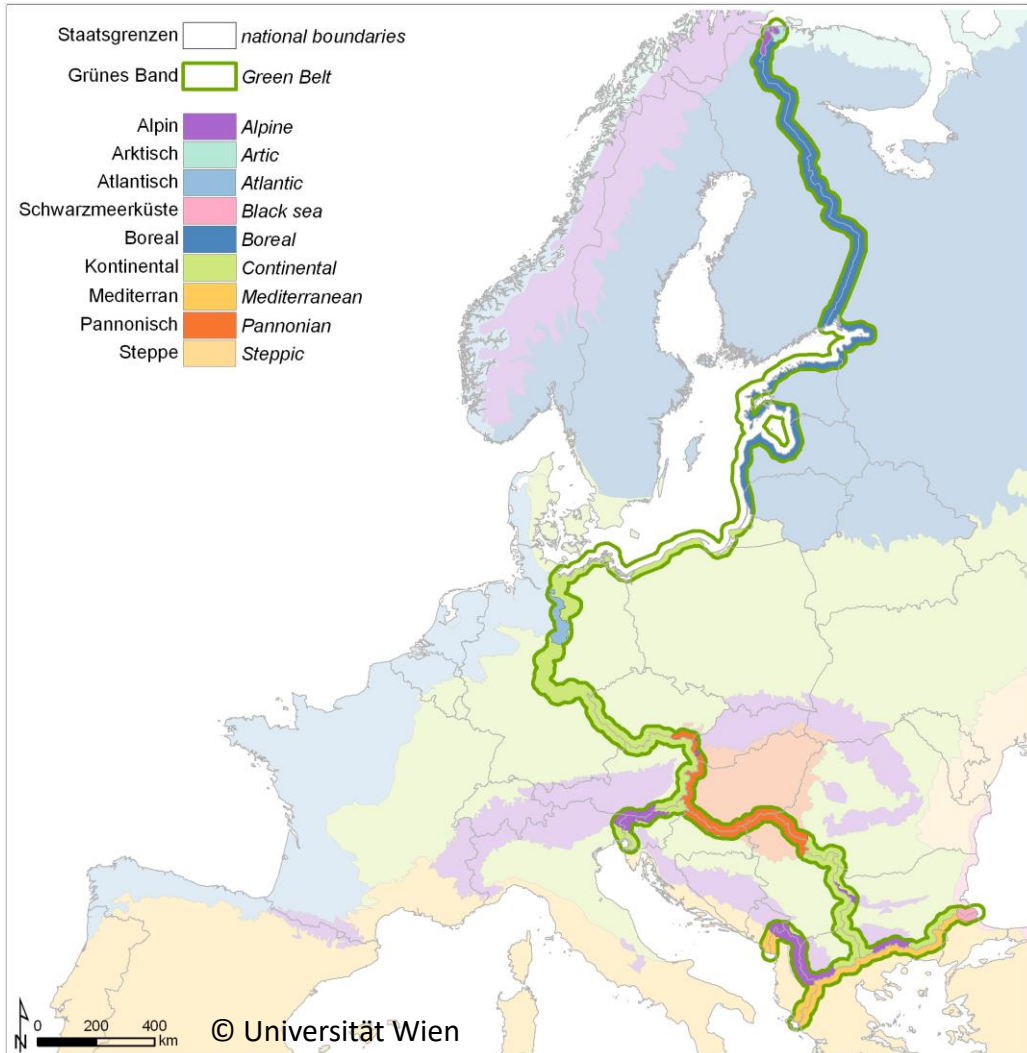 Staatsgrenzen national boundaries
Grünes Band Green Belt
Alpin Alpine
Arktisch Artic
Atlantisch Atlantic
Schwarzmeerküste Black sea
Boreal Boreal
Kontinental Continental
Mediterran Mediterranean
Pannonisch Pannonian
Steppe Steppic
N
0 200 400
km
© Universität Wien